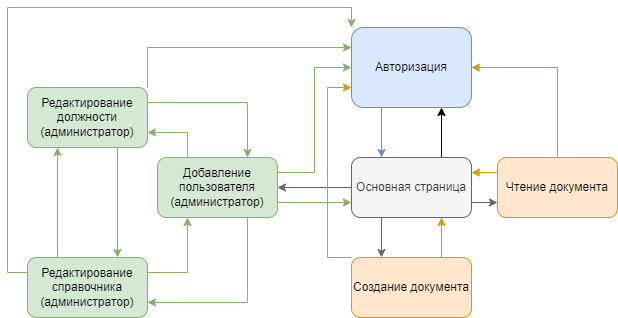 Авторизация
Редактирование
должности
(администратор)
Добавление
пользователя
(администратор)
Основная страница
Чтение документа
Редактирование
справочника
(администратор)
Создание документа